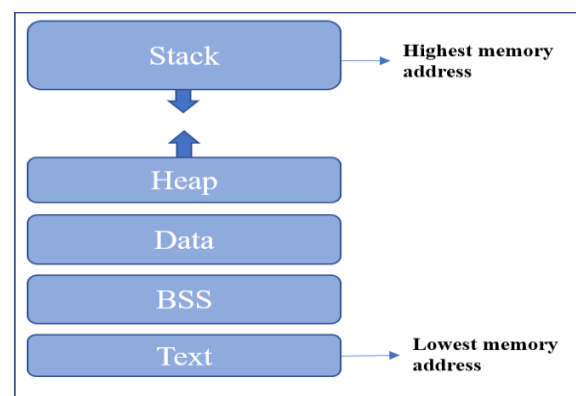 Stack
Highest memory
address
Heap
Data
BSS
Text
Lowest memory
address